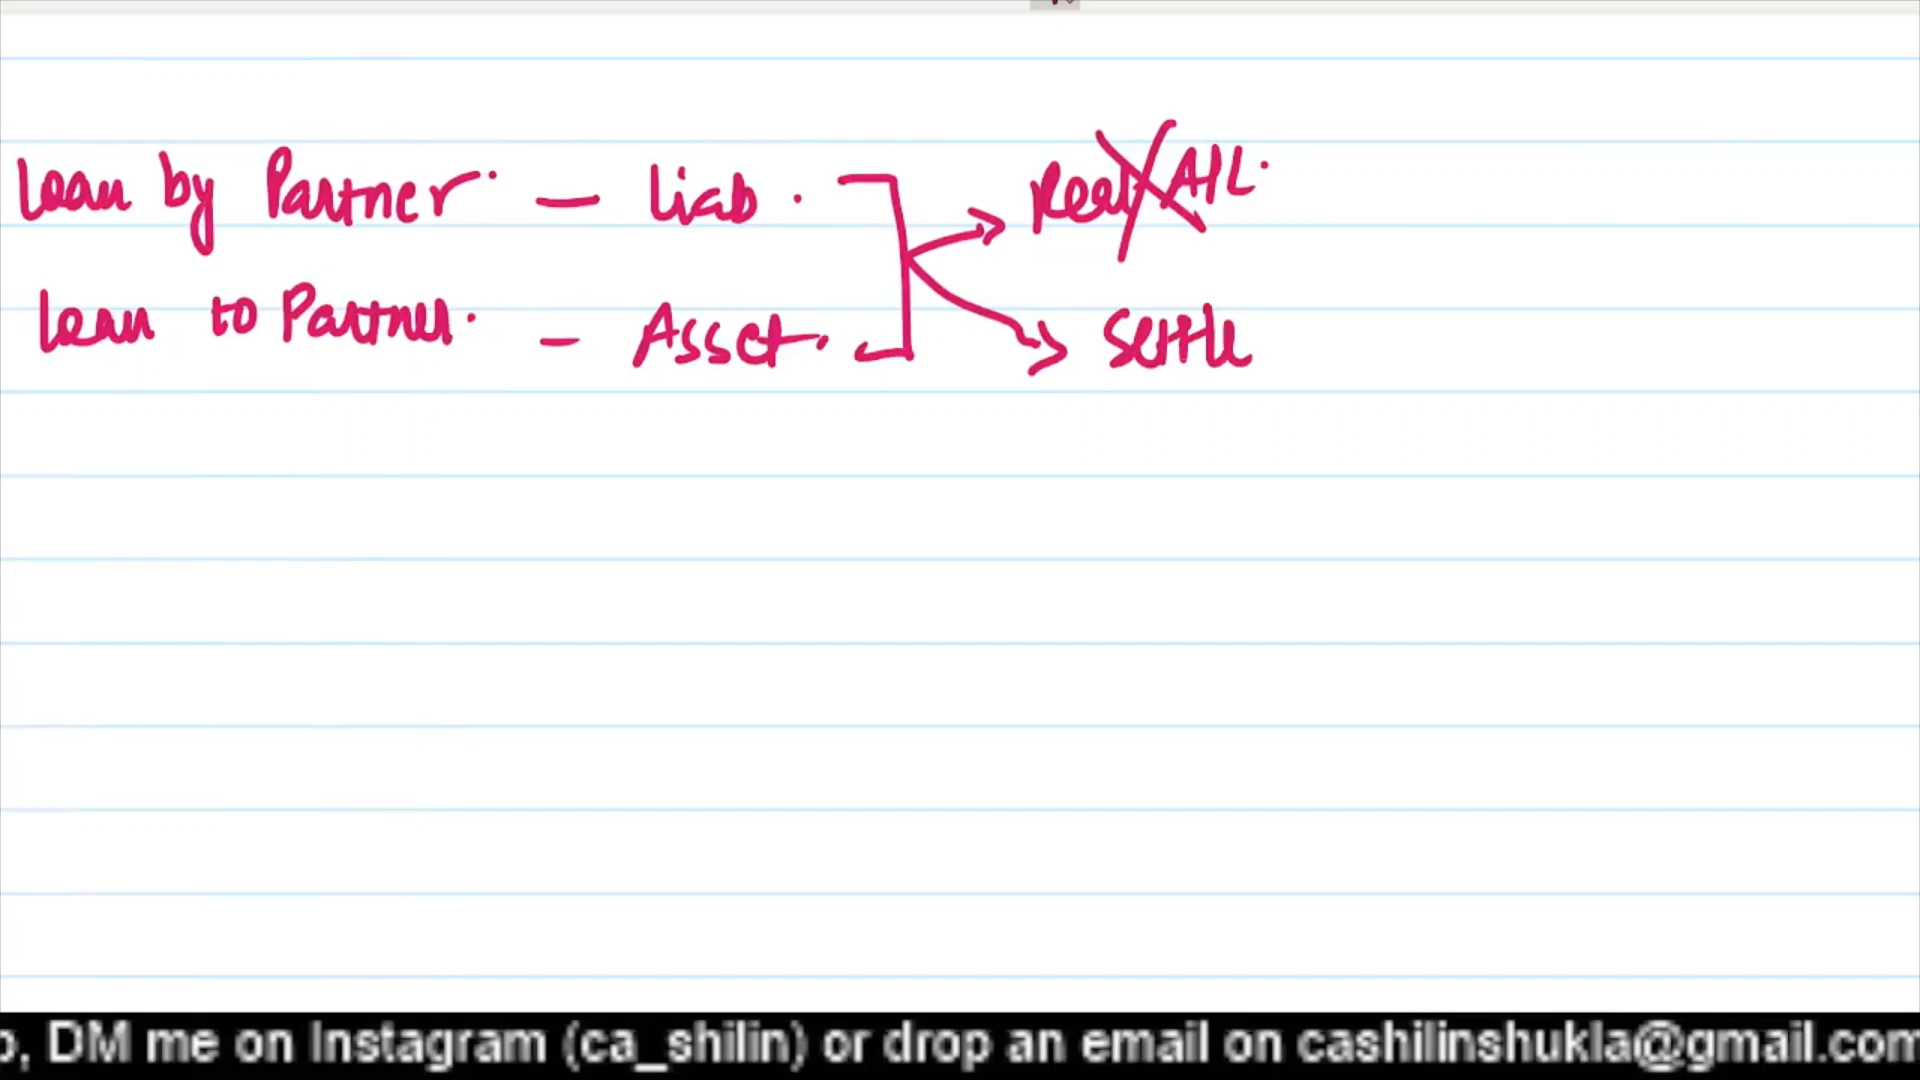 Loan by Partner. – Liab. Real A/c.
Loan to Partner. – Asset. Settle
o, DM me on Instagram (ca_shilin) or drop an email on cashilinshukla@gmail.com